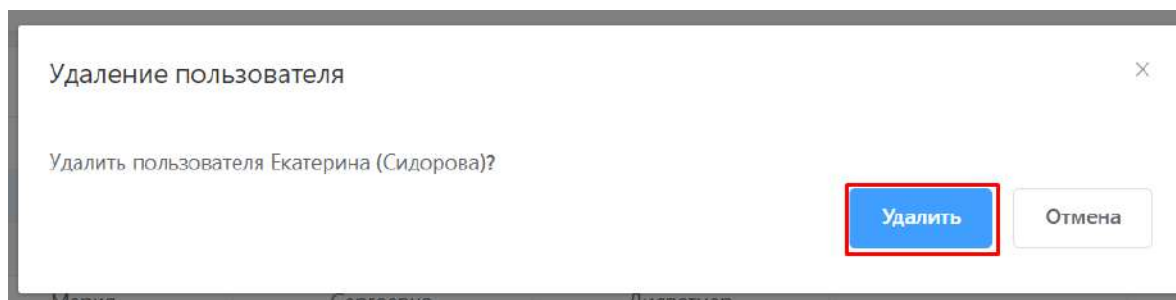 Удаление пользователя
Удалить пользователя Екатерина (Сидорова)?
Удалить Отмена